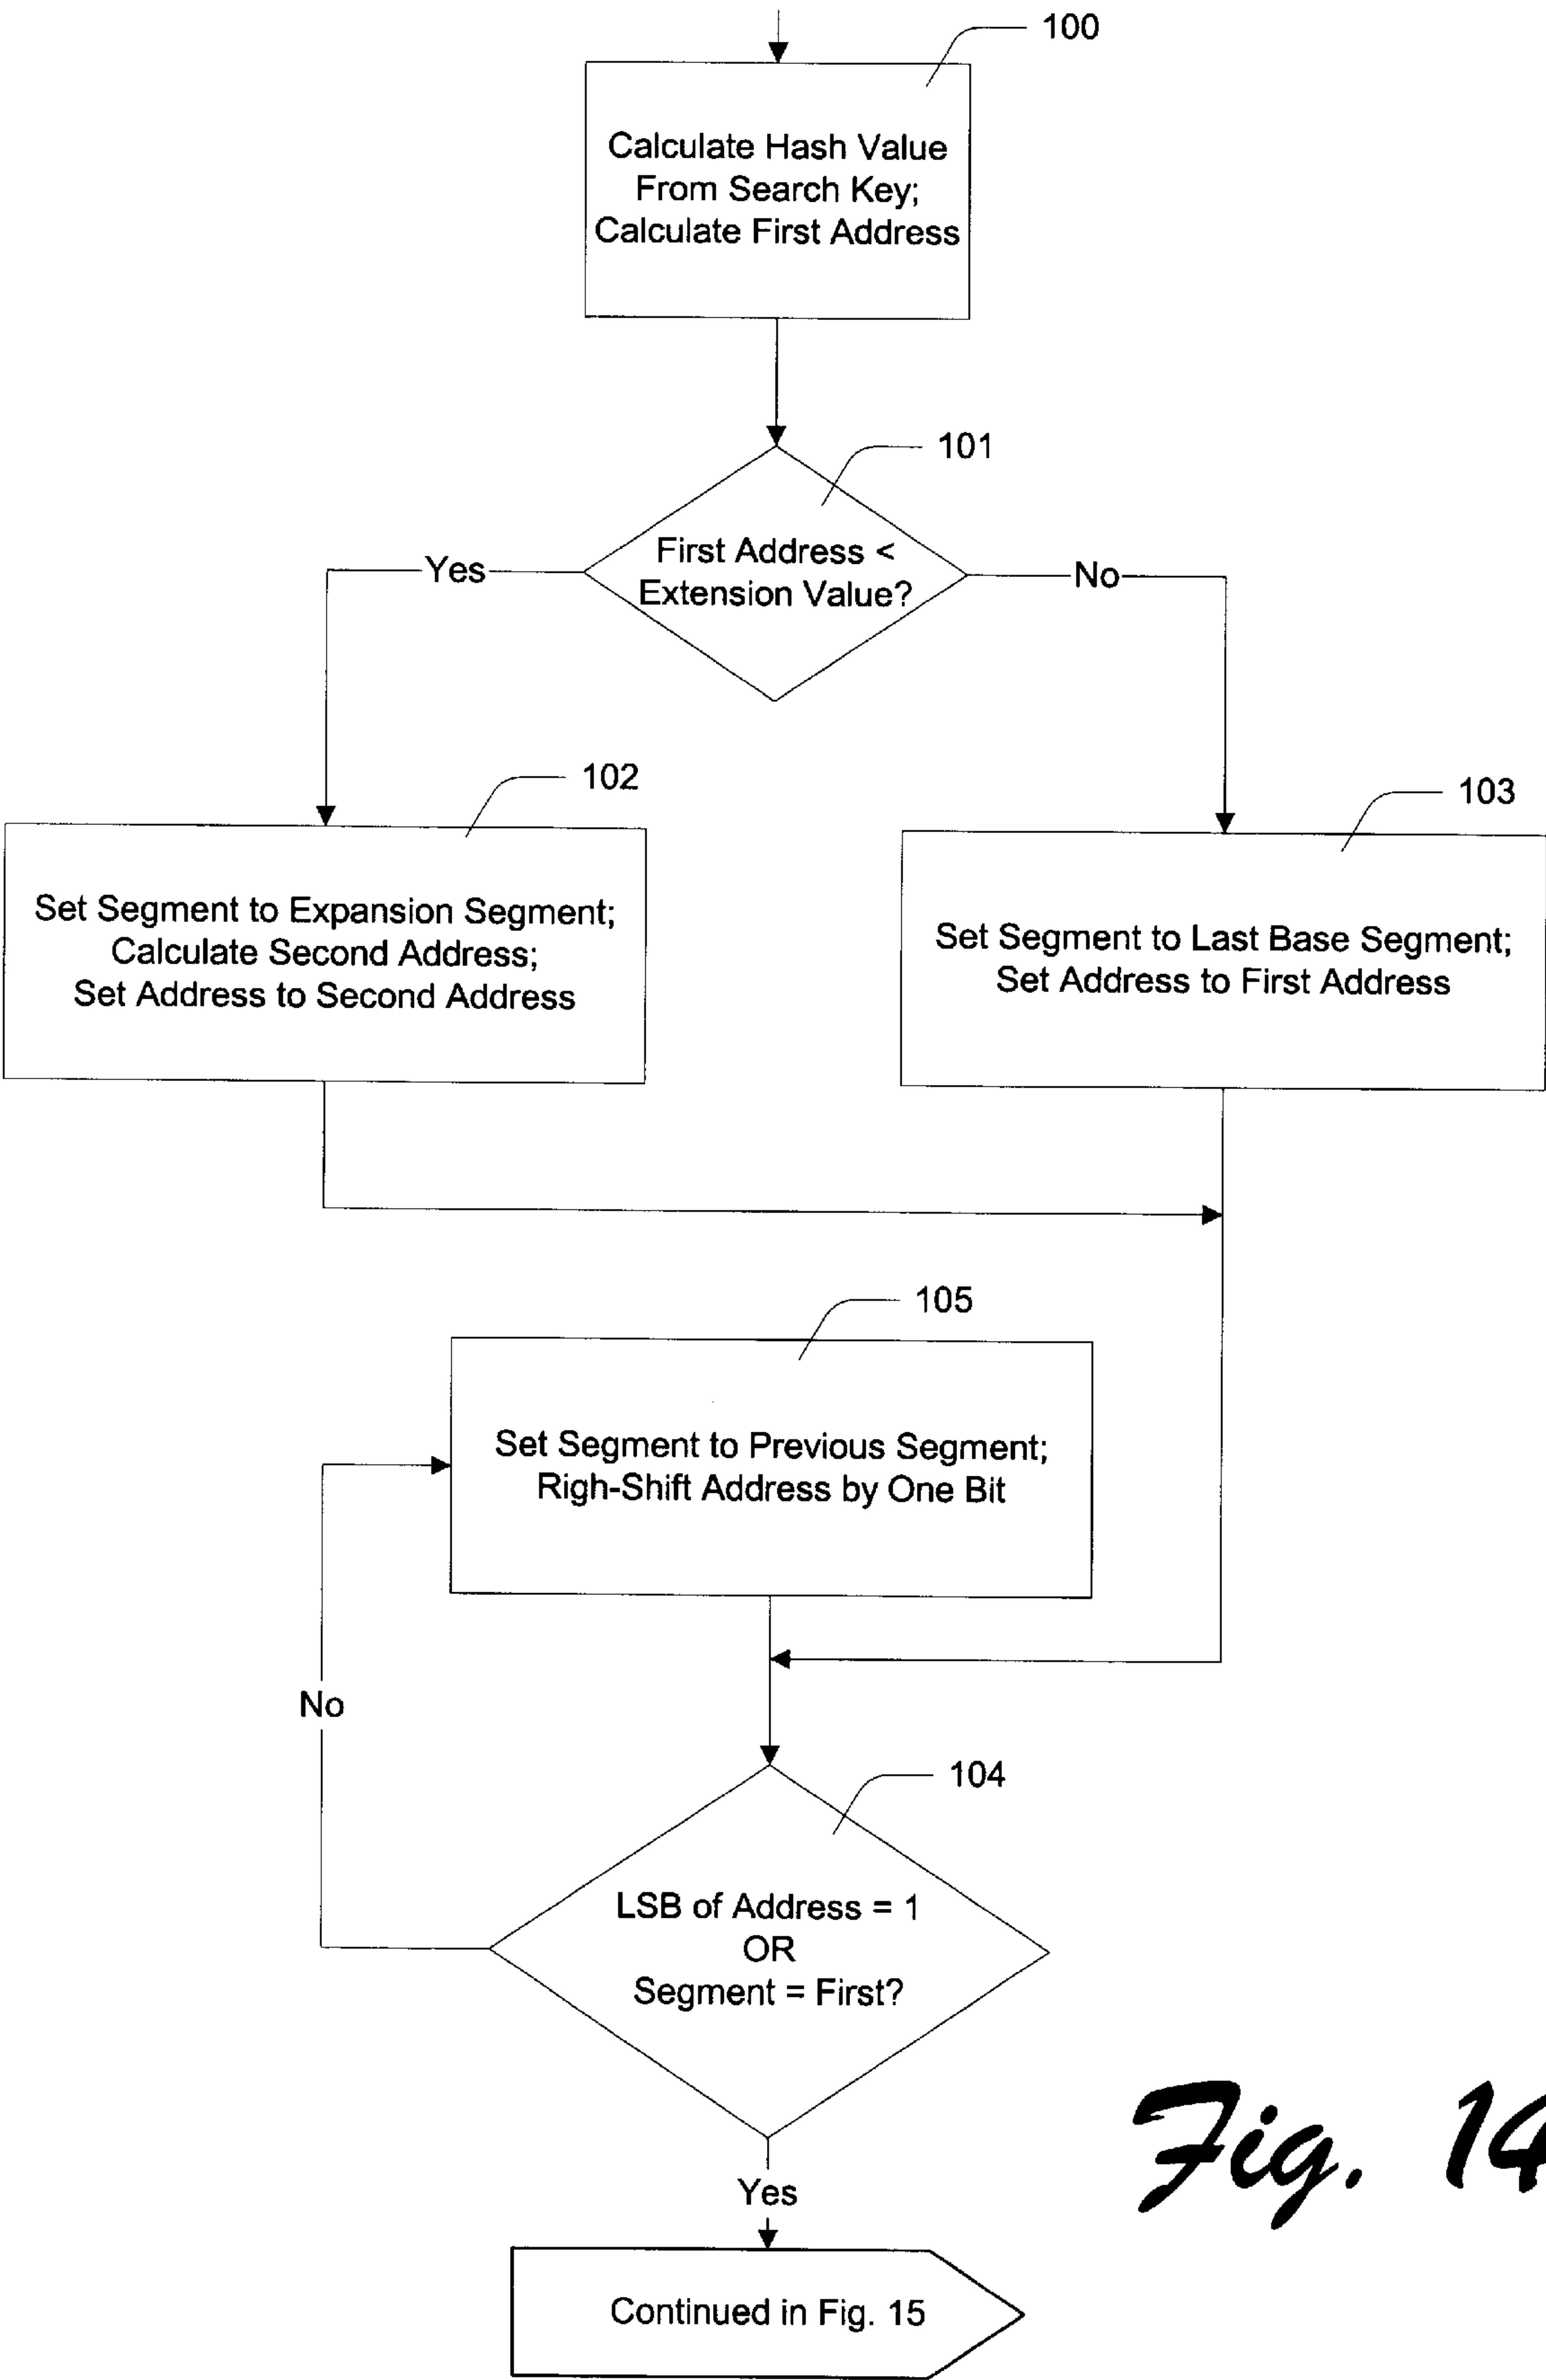 100
Calculate Hash Value
From Search Key;
Calculate First Address
101
First Address <
Extension Value?
Yes
No
102
Set Segment to Expansion Segment;
Calculate Second Address;
Set Address to Second Address
103
Set Segment to Last Base Segment;
Set Address to First Address
105
Set Segment to Previous Segment;
Righ-Shift Address by One Bit
No
104
LSB of Address = 1
OR
Segment = First?
Yes
Continued in Fig. 15
Fig. 14